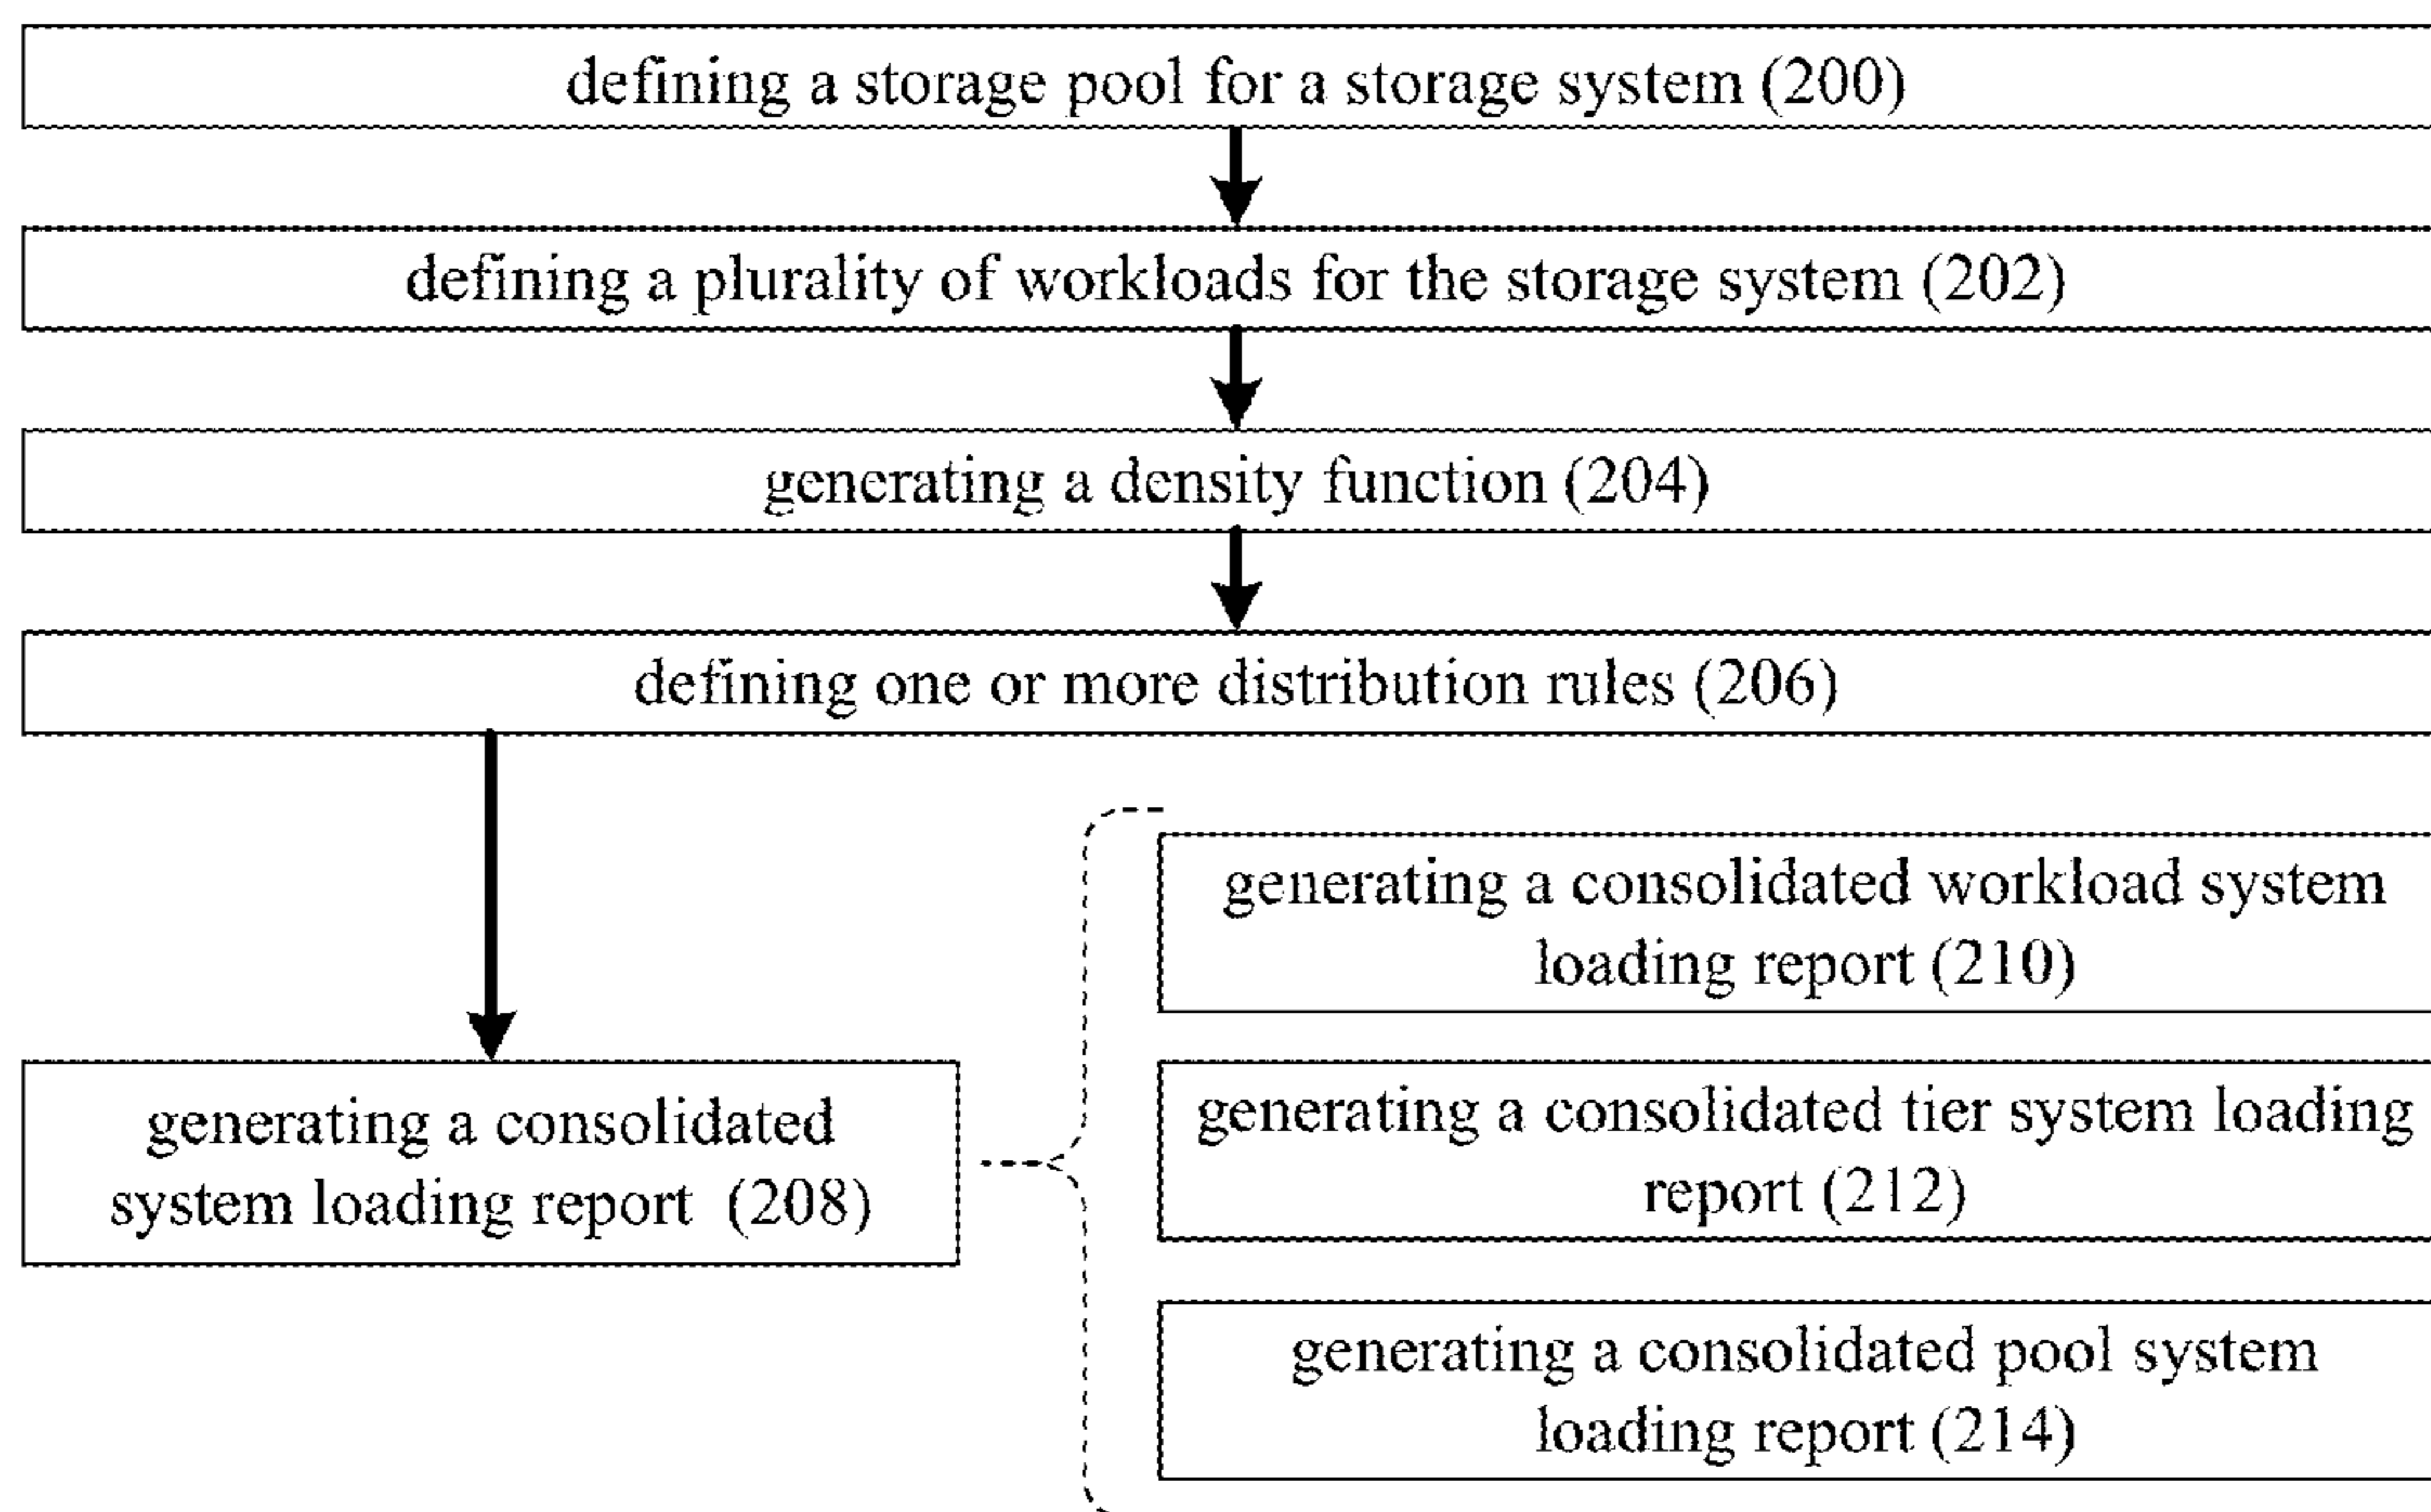 defining a storage pool for a storage system (200)
defining a plurality of workloads for the storage system (202)
generating a density function (204)
defining one or more distribution rules (206)
generating a consolidated
system loading report (208)
generating a consolidated workload system
loading report (210)
generating a consolidated tier system loading
report (212)
generating a consolidated pool system
loading report (214)